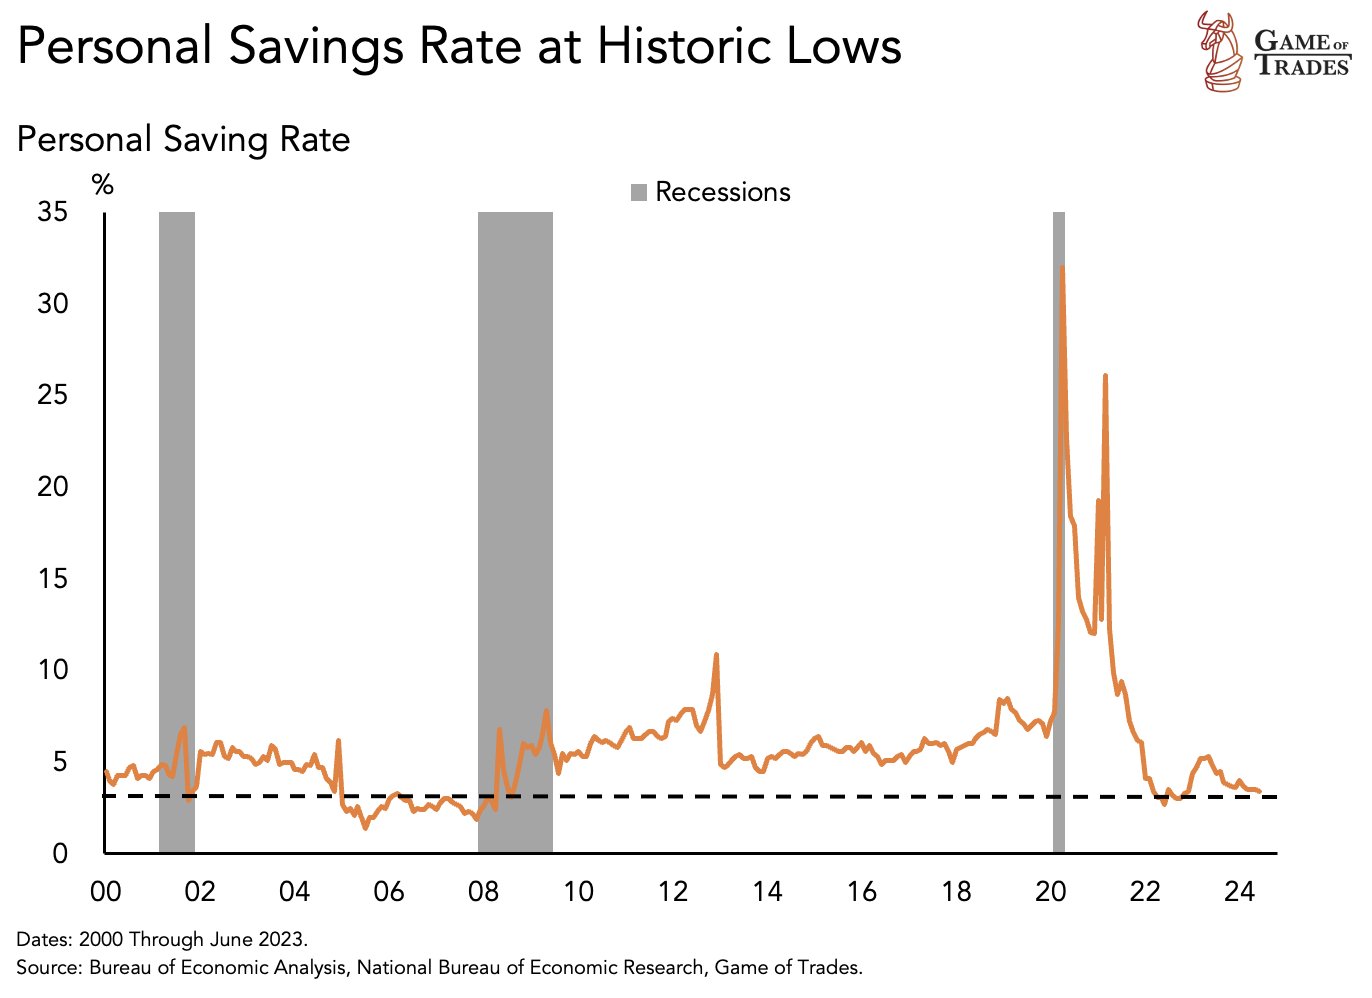 Personal Savings Rate at Historic Lows
GAME OF
TRADES
Personal Saving Rate
%
Recessions
35
30
25
20
15
10
5
0
00 02 04 06 08 10 12 14 16 18 20 22 24
Dates: 2000 Through June 2023.
Source: Bureau of Economic Analysis, National Bureau of Economic Research, Game of Trades.